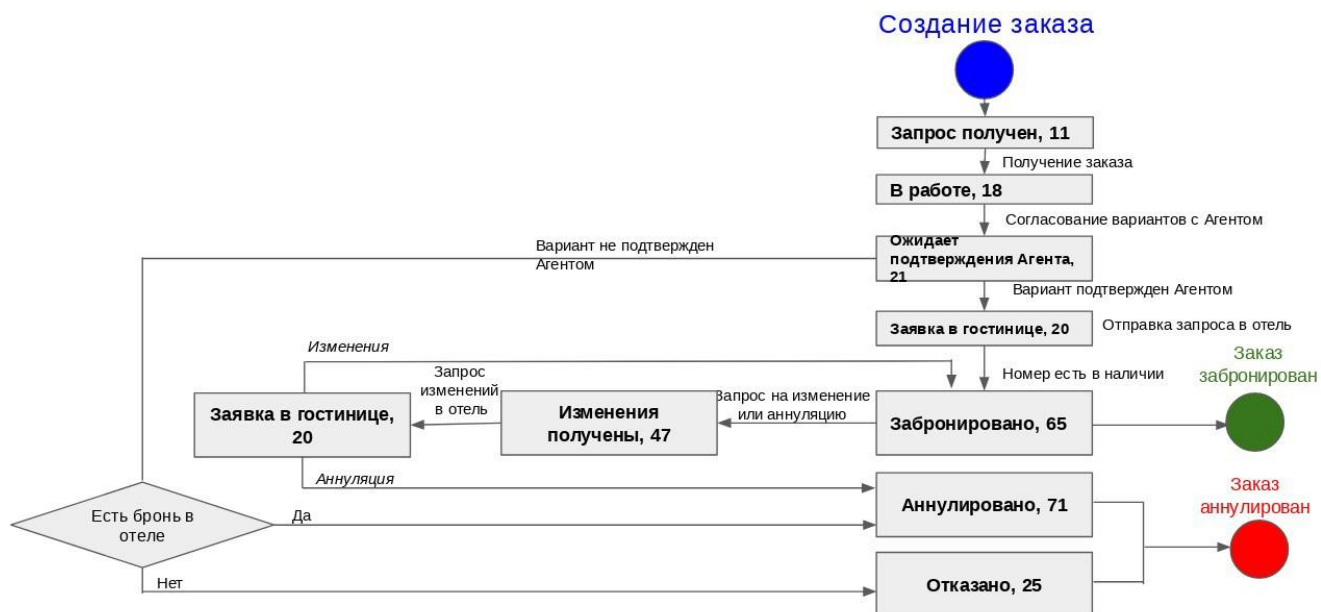 Создание заказа
Запрос получен, 11
Получение заказа
В работе, 18
Согласование вариантов с Агентом
Вариант не подтвержден
Агентом
Ожидает
подтверждения Агента,
21
Вариант подтвержден Агентом
Заявка в гостинице, 20
Отправка запроса в отель
Изменения
Номер есть в наличии
Заказ
забронирован
Запрос
изменений
в отель
Запрос на изменение
или аннуляцию
Заявка в гостинице,
20
Изменения
получены, 47
Забронировано, 65
Аннуляция
Аннулировано, 71
Заказ
аннулирован
Есть бронь в
отеле
Да
Нет
Отказано, 25